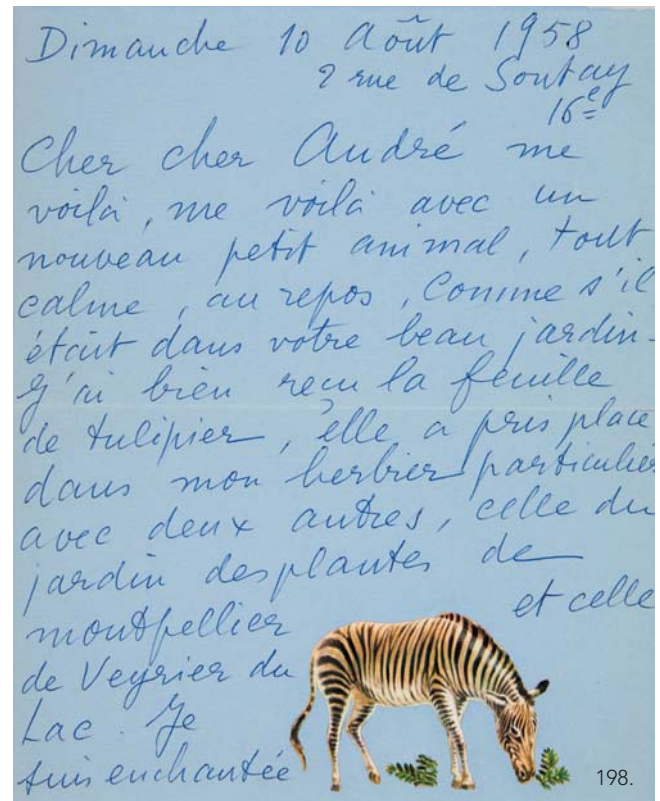 Dimanche 10 Août 1958
2 rue de Sontay
16e
Cher cher André me
voilà, me voilà avec un
nouveau petit animal, tout
calme, au repos, comme s'il
était dans votre beau jardin.
J'ai bien reçu la feuille
de tulipier, elle a pris place
dans mon herbier particulier
avec deux autres, celle du
jardin des plantes de
montpellier et celle
de Veyrier du
Lac. Je
suis enchantée
198.